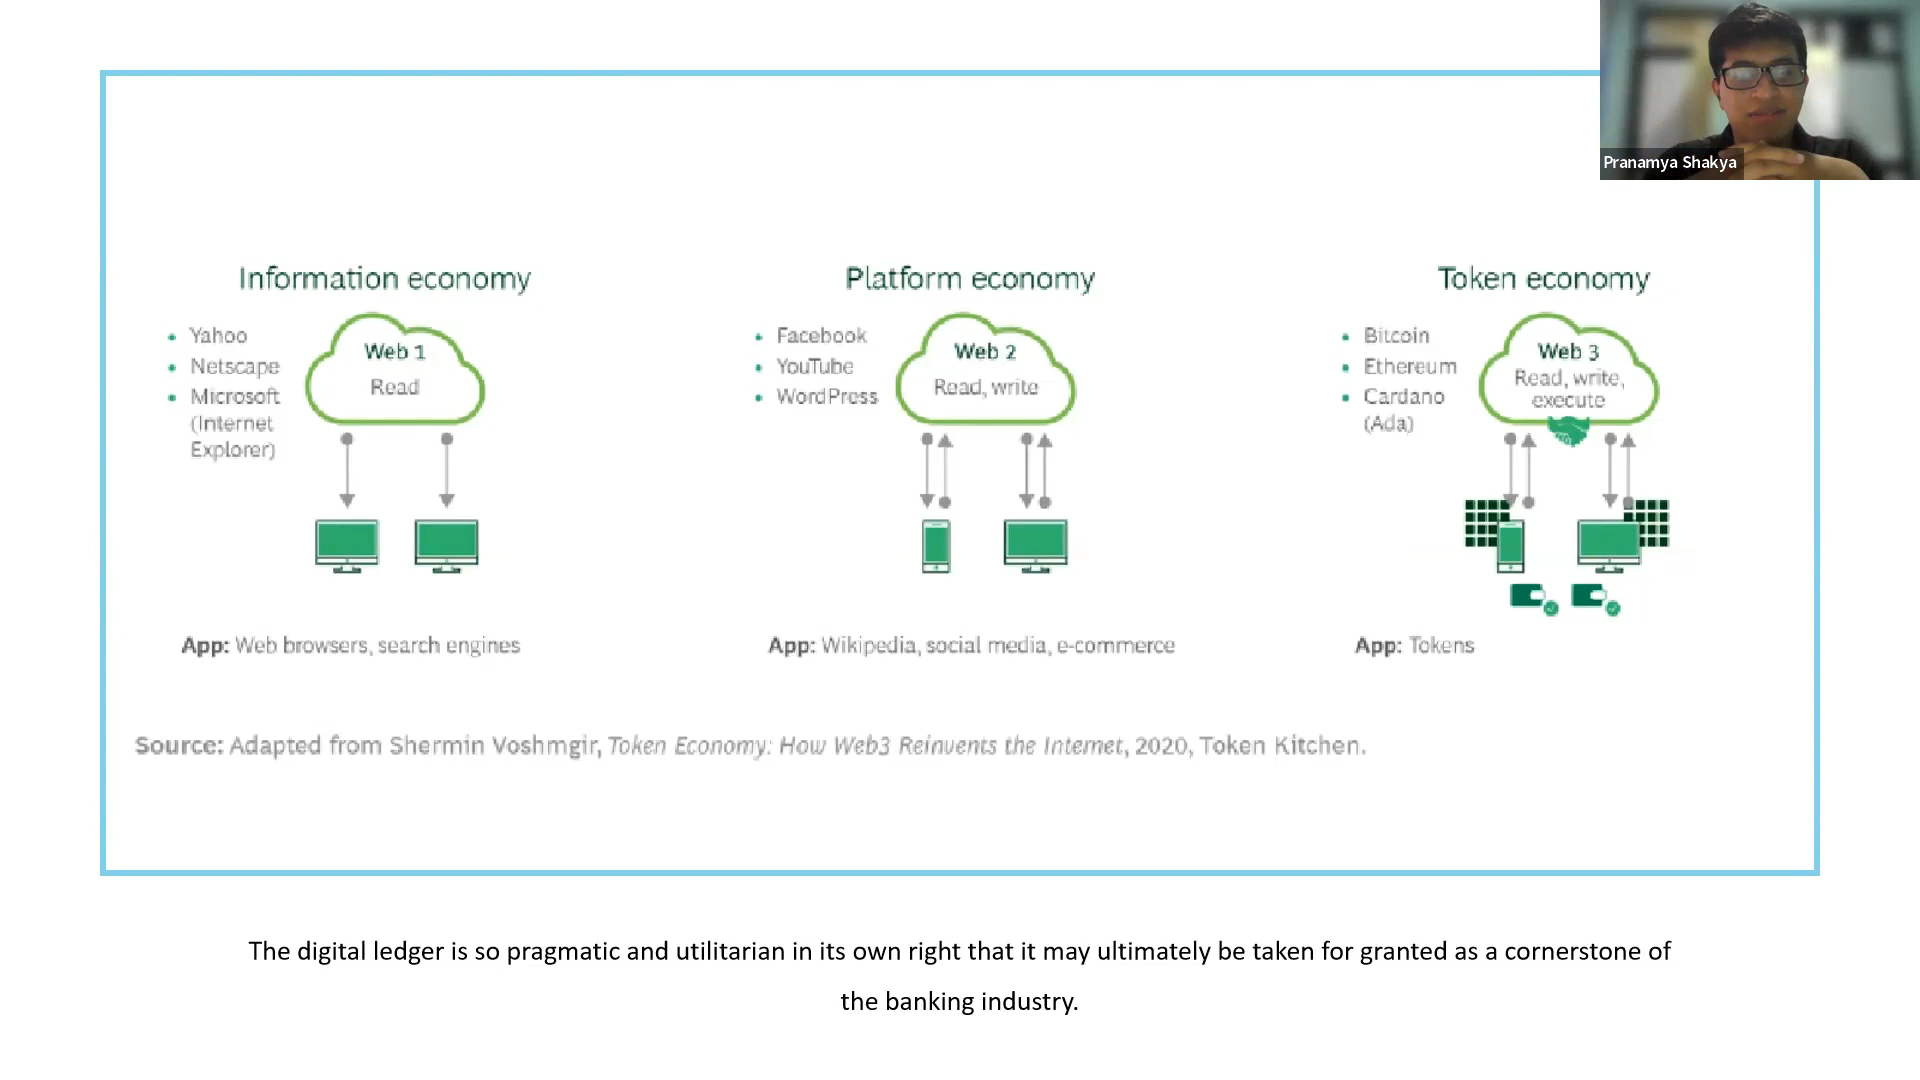 Pranamya Shakya
Information economy
Yahoo
Netscape
Microsoft
(Internet
Explorer)
Web 1
Read
App: Web browsers, search engines
Platform economy
Facebook
YouTube
WordPress
Web 2
Read, write
App: Wikipedia, social media, e-commerce
Token economy
Bitcoin
Ethereum
Cardano
(Ada)
Web 3
Read, write,
execute
App: Tokens
Source: Adapted from Shermin Voshmgir, Token Economy: How Web3 Reinvents the Internet, 2020, Token Kitchen.
The digital ledger is so pragmatic and utilitarian in its own right that it may ultimately be taken for granted as a cornerstone of
the banking industry.